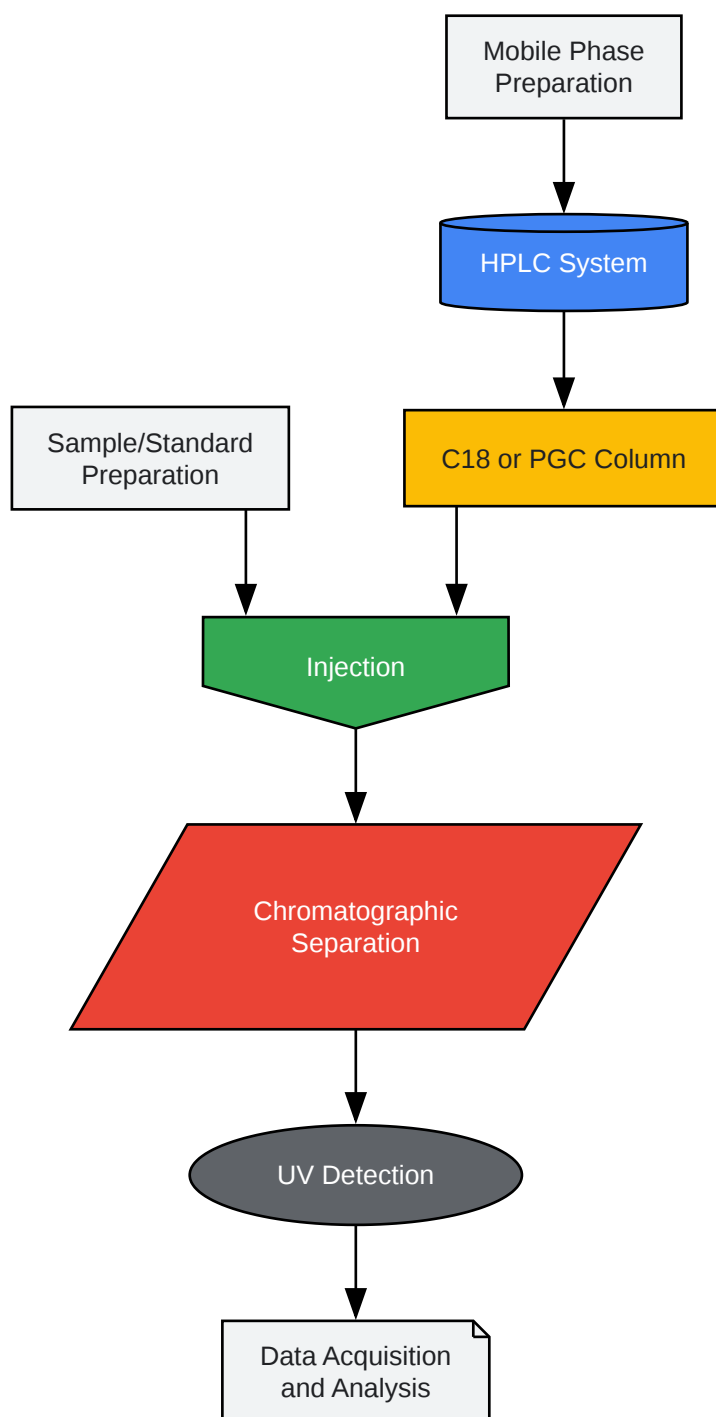 Mobile Phase
Preparation
HPLC System
Sample/Standard
Preparation
C18 or PGC Column
Injection
Chromatographic
Separation
UV Detection
Data Acquisition
and Analysis